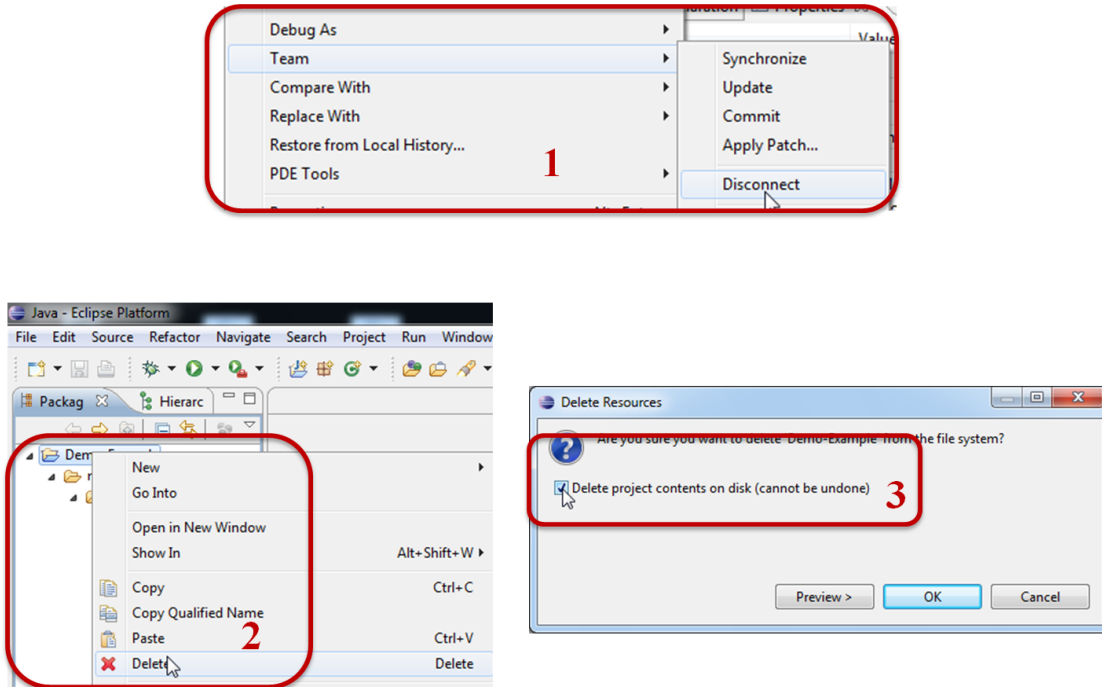 Properties
Debug As
Value
Team
Synchronize
Compare With
Update
Replace With
Commit
Restore from Local History...
Apply Patch...
PDE Tools
1
Disconnect
Java - Eclipse Platform
File Edit Source Refactor Navigate Search Project Run Window
Packag Hierarc
New
Go Into
Open in New Window
Show In Alt+Shift+W
Copy Ctrl+C
Copy Qualified Name
Paste Ctrl+V
2
Delete Delete
Delete Resources
Are you sure you want to delete 'Demo-Example' from the file system?
Delete project contents on disk (cannot be undone)
3
Preview > OK Cancel